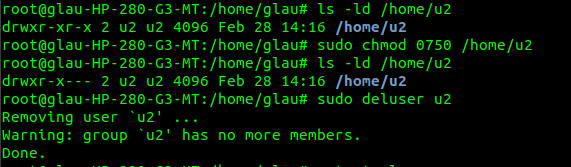 root@glau-HP-280-G3-MT:/home/glau# ls -ld /home/u2
drwxr-xr-x 2 u2 u2 4096 Feb 28 14:16 /home/u2
root@glau-HP-280-G3-MT:/home/glau# sudo chmod 0750 /home/u2
root@glau-HP-280-G3-MT:/home/glau# ls -ld /home/u2
drwxr-x--- 2 u2 u2 4096 Feb 28 14:16 /home/u2
root@glau-HP-280-G3-MT:/home/glau# sudo deluser u2
Removing user `u2' ...
Warning: group `u2' has no more members.
Done.